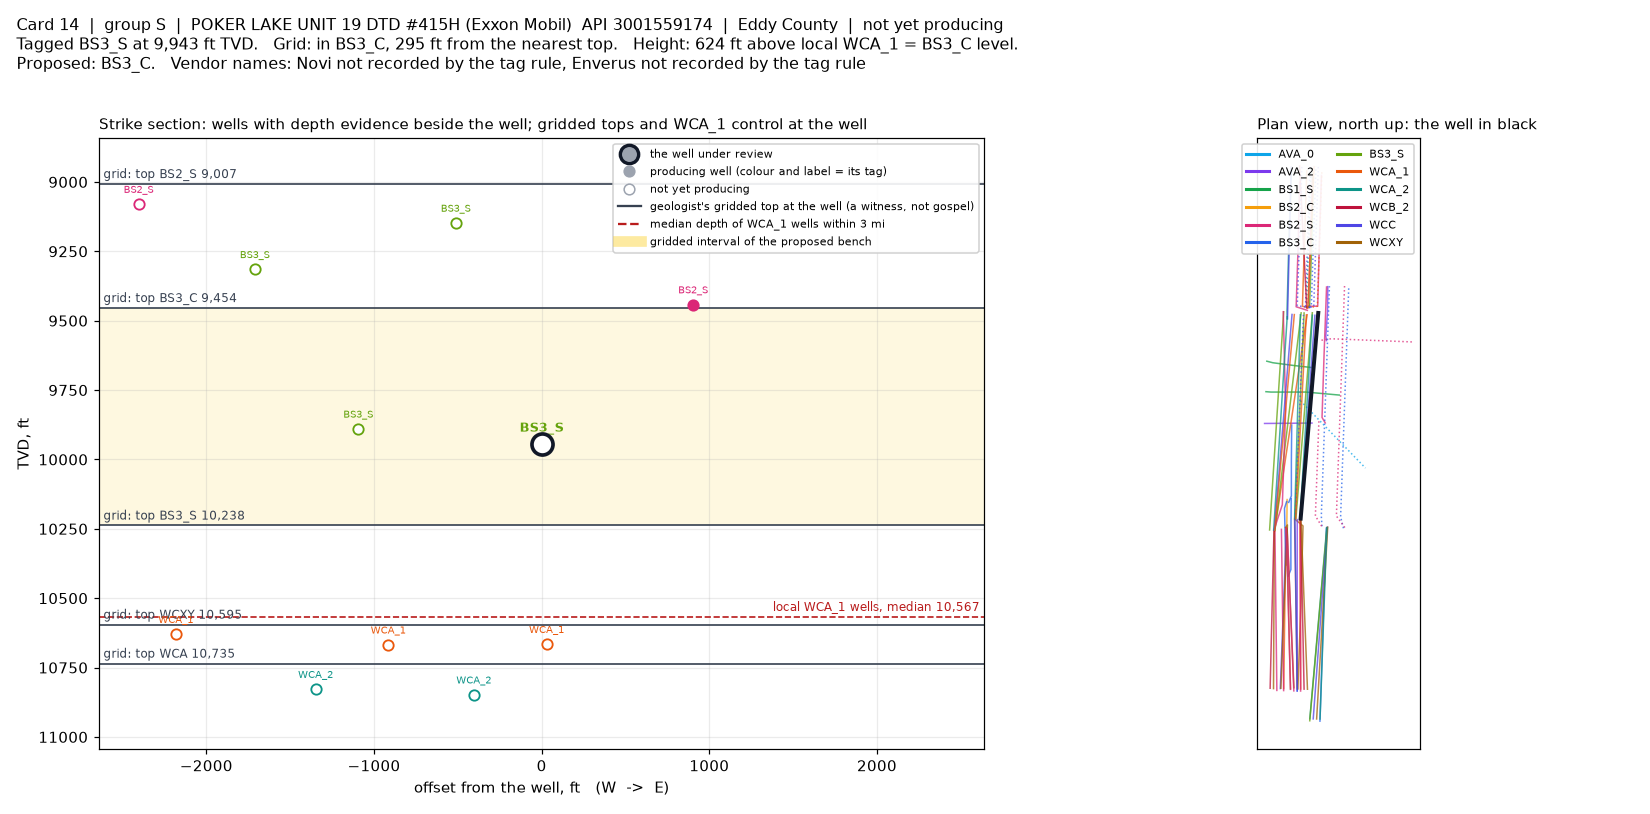 Card 14  |  group S  |  POKER LAKE UNIT 19 DTD #415H (Exxon Mobil)  API 3001559174  |  Eddy County  |  not yet producing
Tagged BS3_S at 9,943 ft TVD.   Grid: in BS3_C, 295 ft from the nearest top.   Height: 624 ft above local WCA_1 = BS3_C level.
Proposed: BS3_C.   Vendor names: Novi not recorded by the tag rule, Enverus not recorded by the tag rule
Strike section: wells with depth evidence beside the well; gridded tops and WCA_1 control at the well
the well under review
producing well (colour and label = its tag)
not yet producing
geologist's gridded top at the well (a witness, not gospel)
median depth of WCA_1 wells within 3 mi
gridded interval of the proposed bench
grid: top BS2_S 9,007
BS2_S
BS3_S
BS3_S
BS2_S
grid: top BS3_C 9,454
BS3_S
BS3_S
grid: top BS3_S 10,238
local WCA_1 wells, median 10,567
grid: top WCXY 10,595
WCA_1
WCA_1
WCA_1
grid: top WCA 10,735
WCA_2
WCA_2
9000
9250
9500
9750
10000
10250
10500
10750
11000
TVD, ft
−2000
−1000
0
1000
2000
offset from the well, ft   (W  ->  E)
Plan view, north up: the well in black
AVA_0
AVA_2
BS1_S
BS2_C
BS2_S
BS3_C
BS3_S
WCA_1
WCA_2
WCB_2
WCC
WCXY